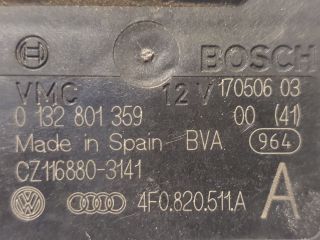 BOSCH
VMC 12 V 170506 03
0 132 801 359 00 (41)
Made in Spain BVA 964
CZ116880-3141
4F0.820.511.A A